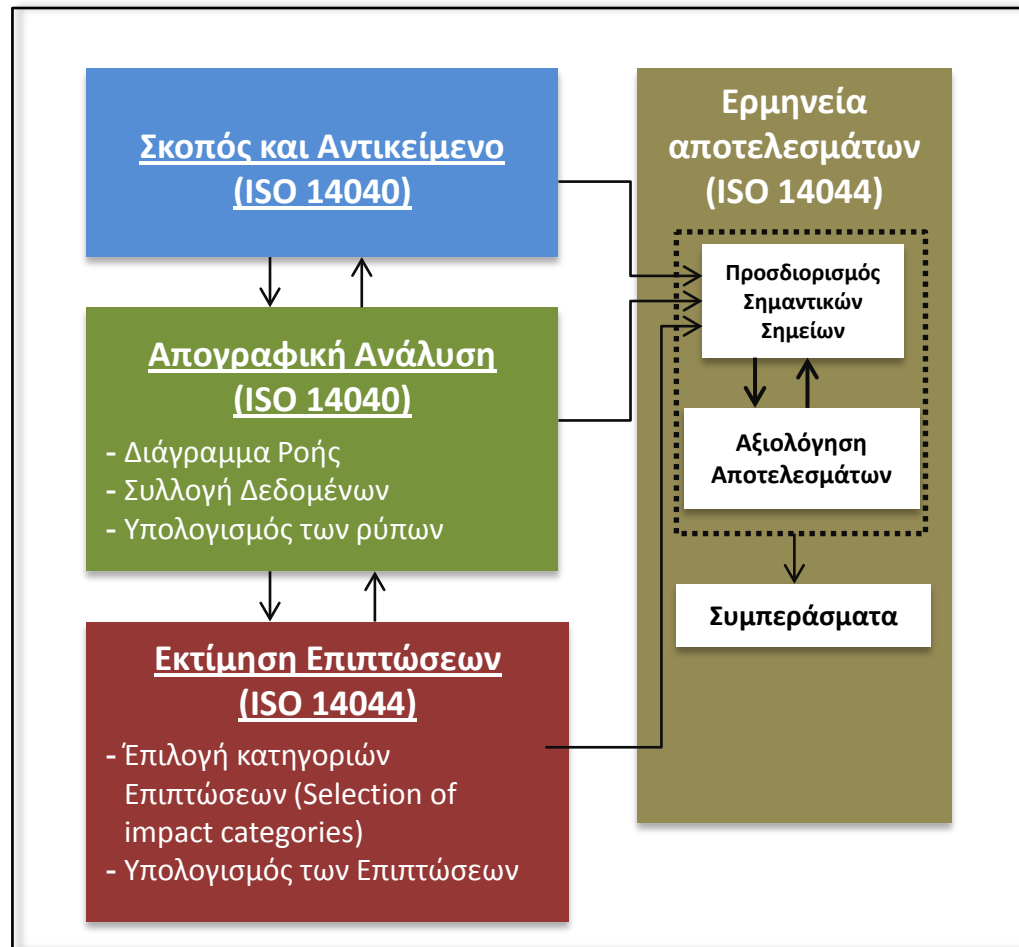 Σκοπός και Αντικείμενο
(ISO 14040)
Απογραφική Ανάλυση
(ISO 14040)
- Διάγραμμα Ροής
- Συλλογή Δεδομένων
- Υπολογισμός των ρύπων
Εκτίμηση Επιπτώσεων
(ISO 14044)
- Έπιλογή κατηγοριών
Επιπτώσεων (Selection of
impact categories)
- Υπολογισμός των Επιπτώσεων
Ερμηνεία
αποτελεσμάτων
(ISO 14044)
Προσδιορισμός
Σημαντικών
Σημείων
Αξιολόγηση
Αποτελεσμάτων
Συμπεράσματα